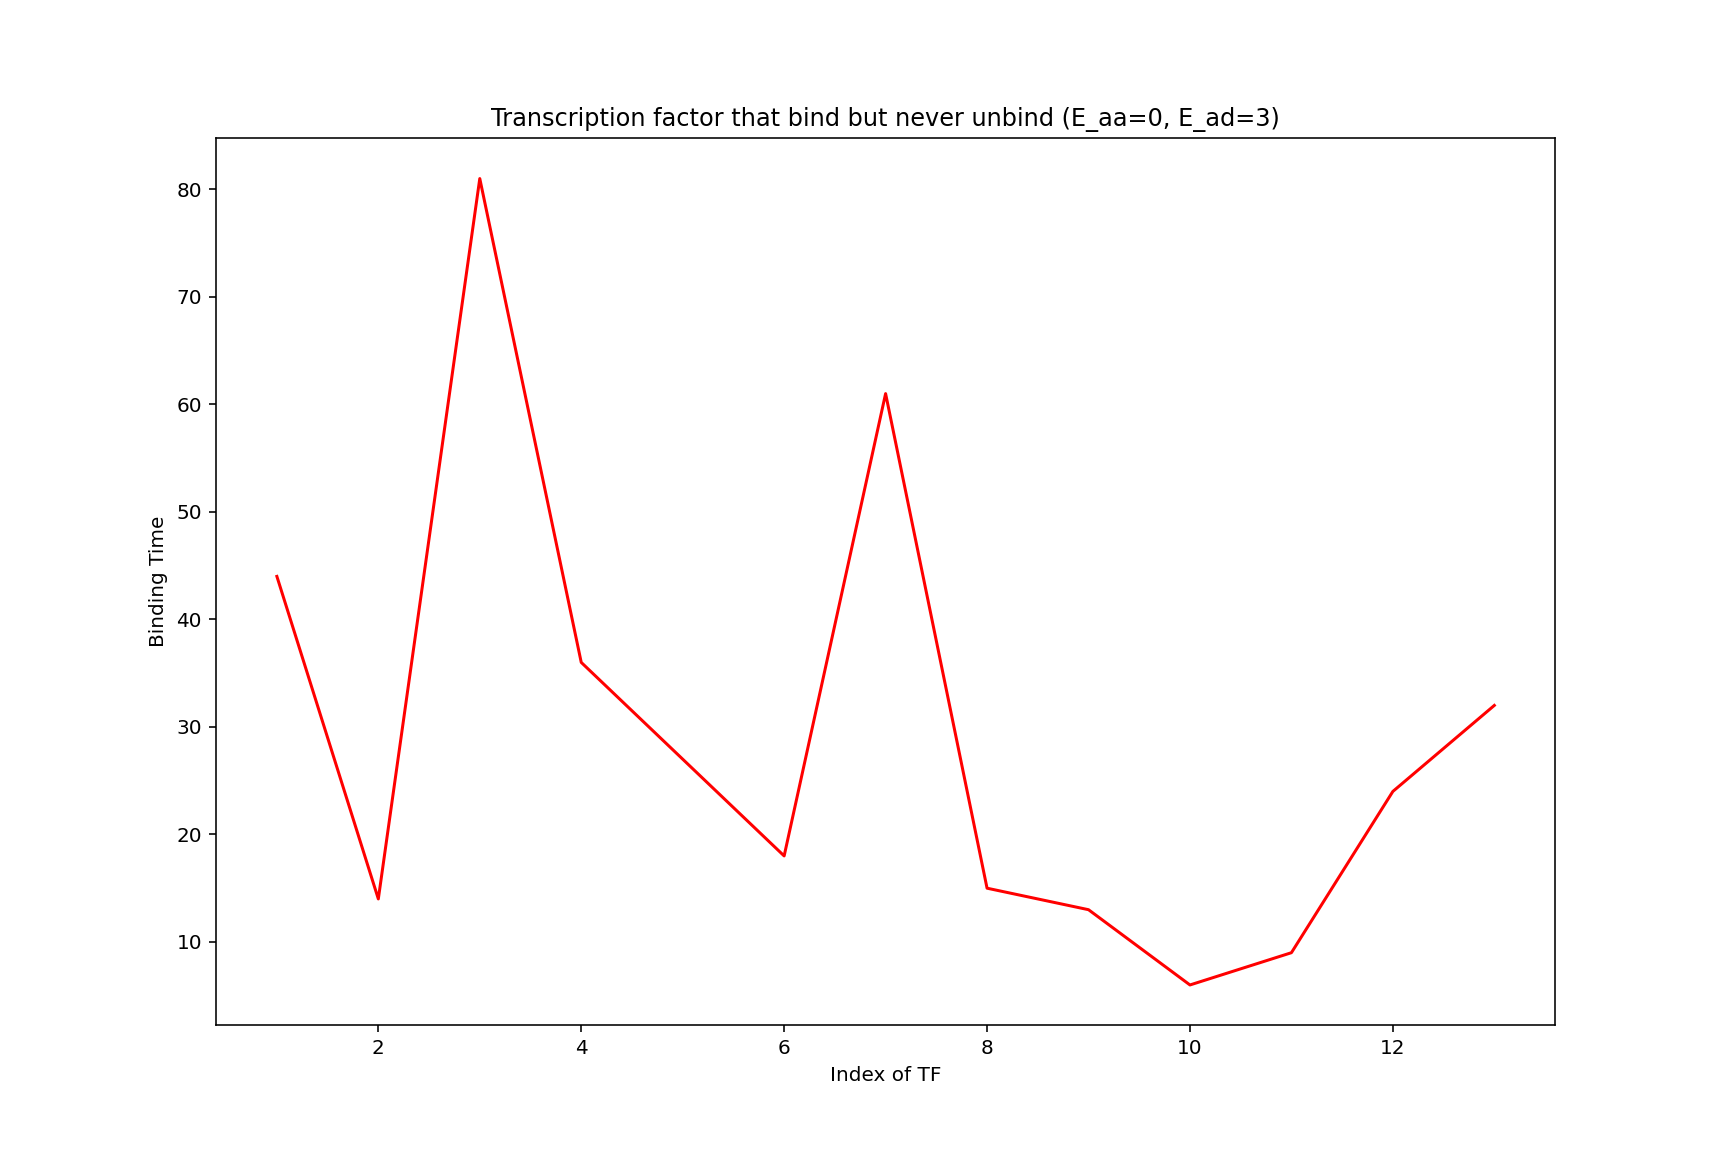 Transcription factor that bind but never unbind (E_aa=0, E_ad=3)
80
70
60
50
40
30
20
10
Binding Time
2 4 6 8 10 12
Index of TF